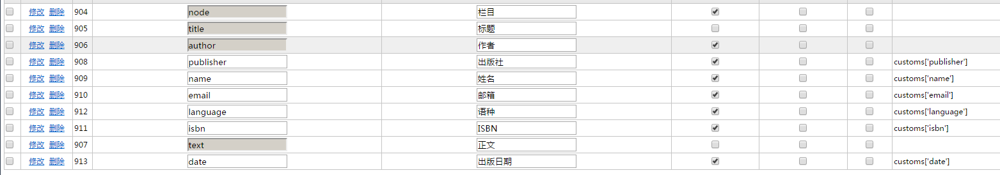 修改 删除 904 node 栏目
修改 删除 905 title 标题
修改 删除 906 author 作者
修改 删除 908 publisher 出版社 customs['publisher']
修改 删除 909 name 姓名 customs['name']
修改 删除 910 email 邮箱 customs['email']
修改 删除 912 language 语种 customs['language']
修改 删除 911 isbn ISBN customs['isbn']
修改 删除 907 text 正文
修改 删除 913 date 出版日期 customs['date']